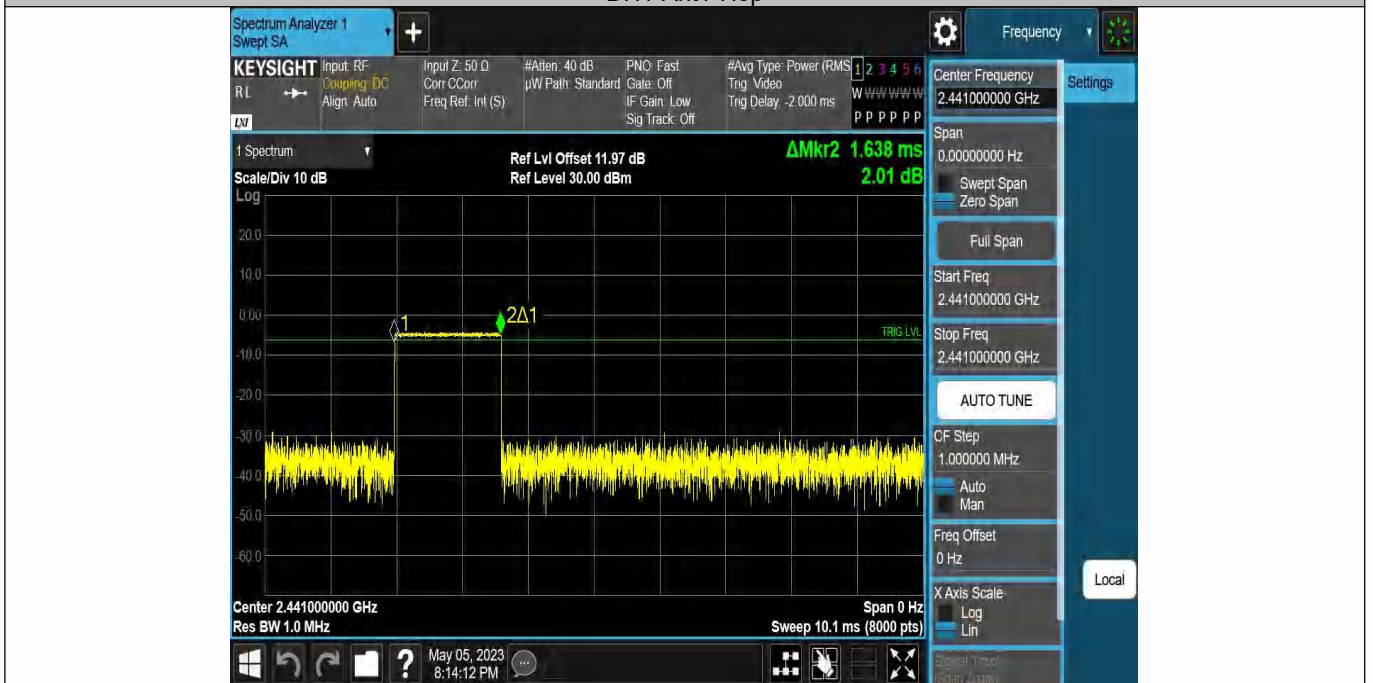 Spectrum Analyzer 1
Swept SA
+
Frequency
KEYSIGHT
Input: RF
Coupling: DC
Align: Auto
Input Z: 50 Ω
Corr CCorr
Freq Ref: Int (S)
#Atten: 40 dB
µW Path: Standard
PNO: Fast
Gate: Off
IF Gain: Low
Sig Track: Off
#Avg Type: Power (RMS
Trig: Video
Trig Delay: -2.000 ms
1 2 3 4 5 6
W W W W W W
P P P P P P
R L
LXI
Center Frequency
2.441000000 GHz
Settings
1 Spectrum
Scale/Div 10 dB
Log
Ref Lvl Offset 11.97 dB
Ref Level 30.00 dBm
ΔMkr2 1.638 ms
2.01 dB
Span
0.00000000 Hz
Swept Span
Zero Span
Full Span
Start Freq
2.441000000 GHz
Stop Freq
2.441000000 GHz
AUTO TUNE
CF Step
1.000000 MHz
Auto
Man
Freq Offset
0 Hz
X Axis Scale
Log
Lin
Local
20.0
10.0
0.00
-10.0
-20.0
-30.0
-40.0
-50.0
-60.0
1
2Δ1
TRIG LVL
Center 2.441000000 GHz
Res BW 1.0 MHz
Span 0 Hz
Sweep 10.1 ms (8000 pts)
?
May 05, 2023
8:14:12 PM